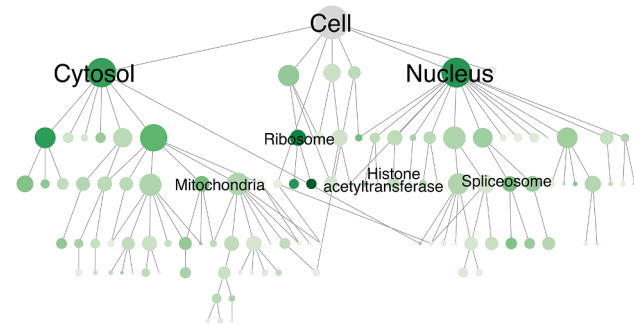 Cell
Cytosol
Nucleus
Ribosome
Histone
acetyltransferase
Mitochondria
Spliceosome